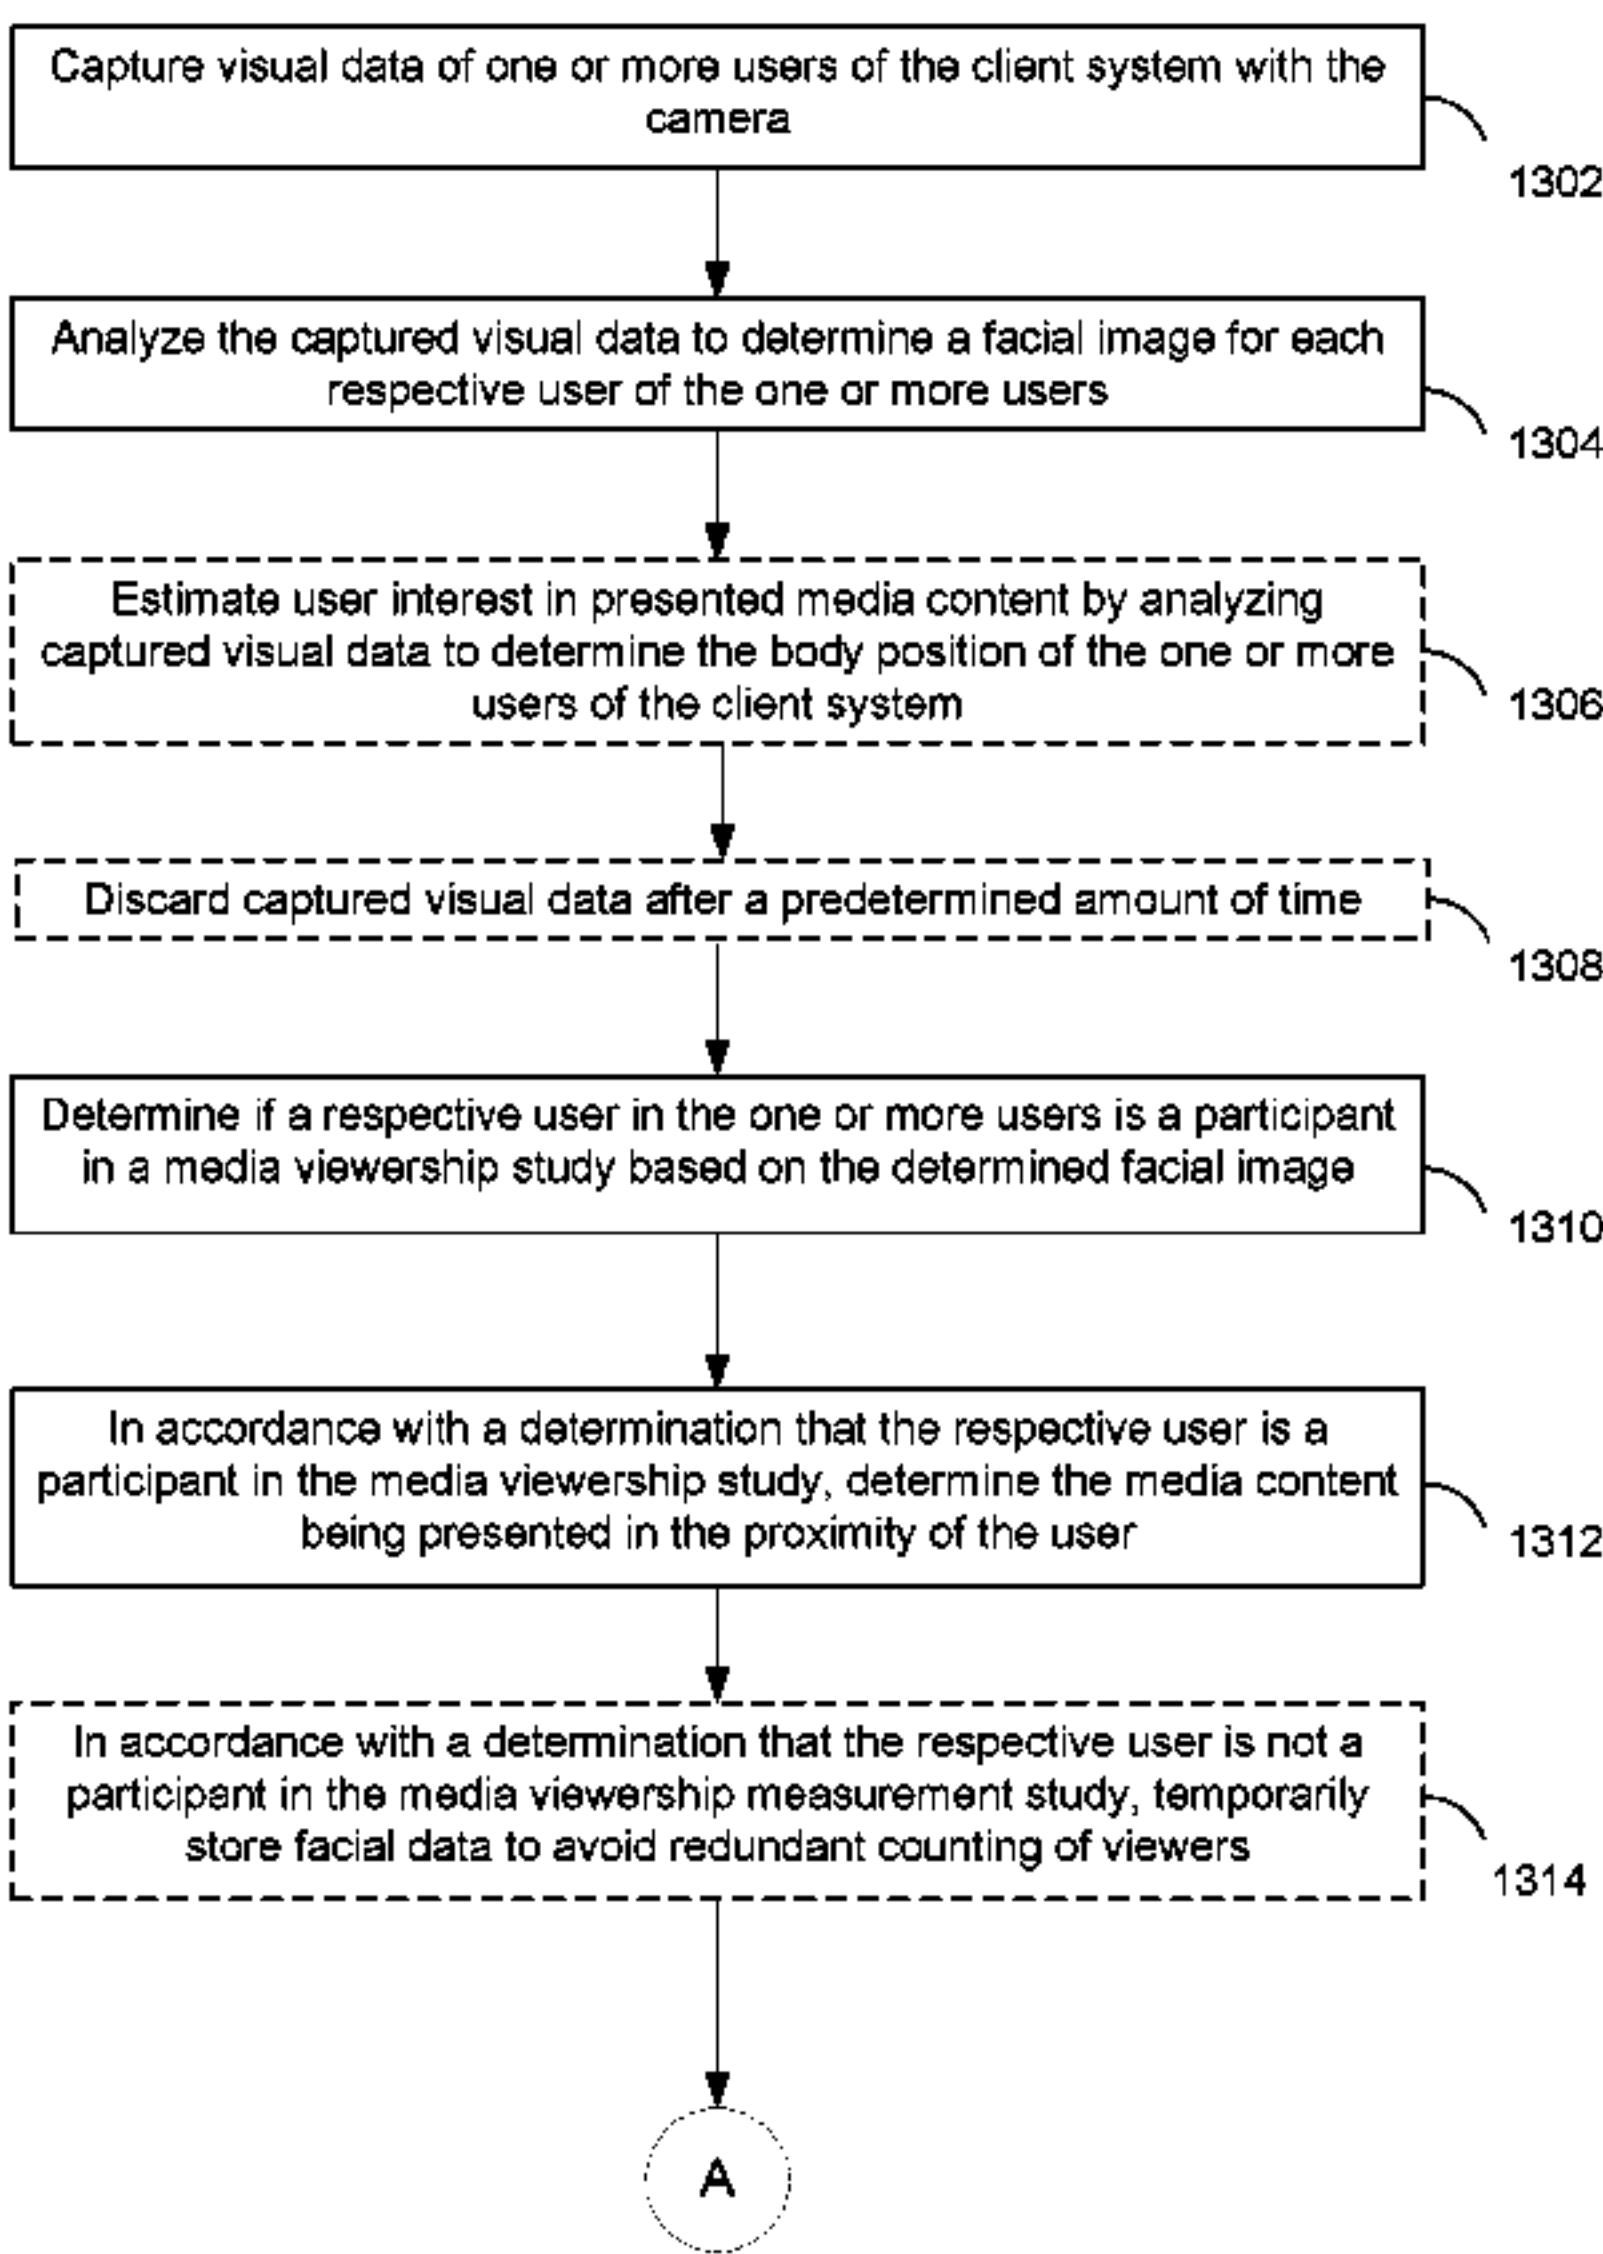 Capture visual data of one or more users of the client system with the
camera
1302
Analyze the captured visual data to determine a facial image for each
respective user of the one or more users
1304
Estimate user interest in presented media content by analyzing
captured visual data to determine the body position of the one or more
users of the client system
1306
Discard captured visual data after a predetermined amount of time
1308
Determine if a respective user in the one or more users is a participant
in a media viewership study based on the determined facial image
1310
In accordance with a determination that the respective user is a
participant in the media viewership study, determine the media content
being presented in the proximity of the user
1312
In accordance with a determination that the respective user is not a
participant in the media viewership measurement study, temporarily
store facial data to avoid redundant counting of viewers
1314
A